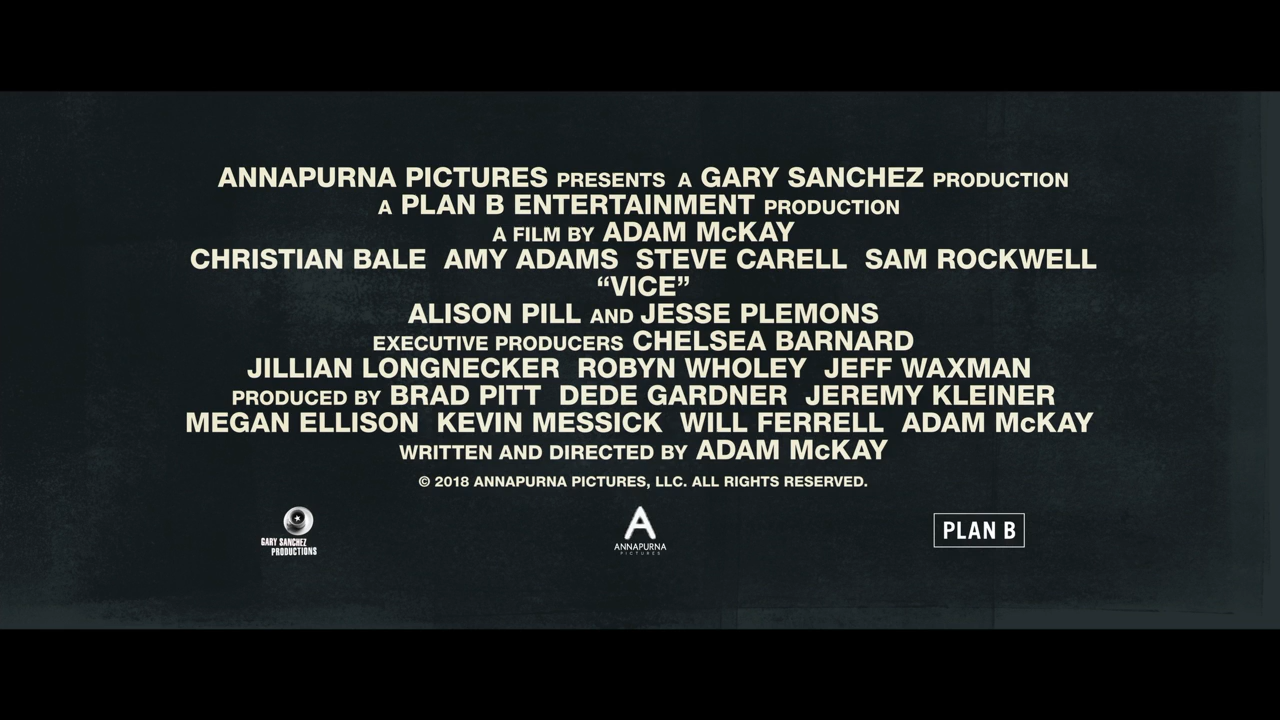 ANNAPURNA PICTURES PRESENTS A GARY SANCHEZ PRODUCTION
A PLAN B ENTERTAINMENT PRODUCTION
A FILM BY ADAM McKAY
CHRISTIAN BALE AMY ADAMS STEVE CARELL SAM ROCKWELL
“VICE”
ALISON PILL AND JESSE PLEMONS
EXECUTIVE PRODUCERS CHELSEA BARNARD
JILLIAN LONGNECKER ROBYN WHOLEY JEFF WAXMAN
PRODUCED BY BRAD PITT DEDE GARDNER JEREMY KLEINER
MEGAN ELLISON KEVIN MESSICK WILL FERRELL ADAM McKAY
WRITTEN AND DIRECTED BY ADAM McKAY
© 2018 ANNAPURNA PICTURES, LLC. ALL RIGHTS RESERVED.
GARY SANCHEZ
PRODUCTIONS
ANNAPURNA
PICTURES
PLAN B